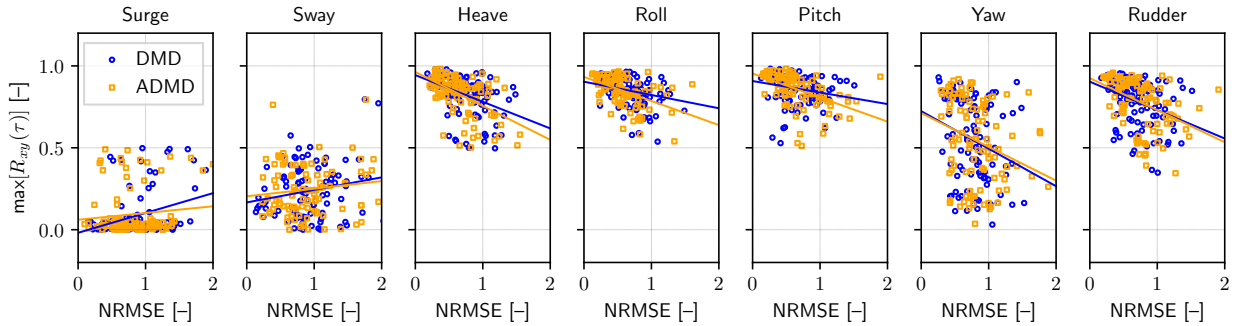 Surge Sway Heave Roll Pitch Yaw Rudder
DMD
ADMD
max[R_{xy}(τ)] [–]
1.0
0.5
0.0
0 1 2 0 1 2 0 1 2 0 1 2 0 1 2 0 1 2 0 1 2
NRMSE [–] NRMSE [–] NRMSE [–] NRMSE [–] NRMSE [–] NRMSE [–] NRMSE [–]